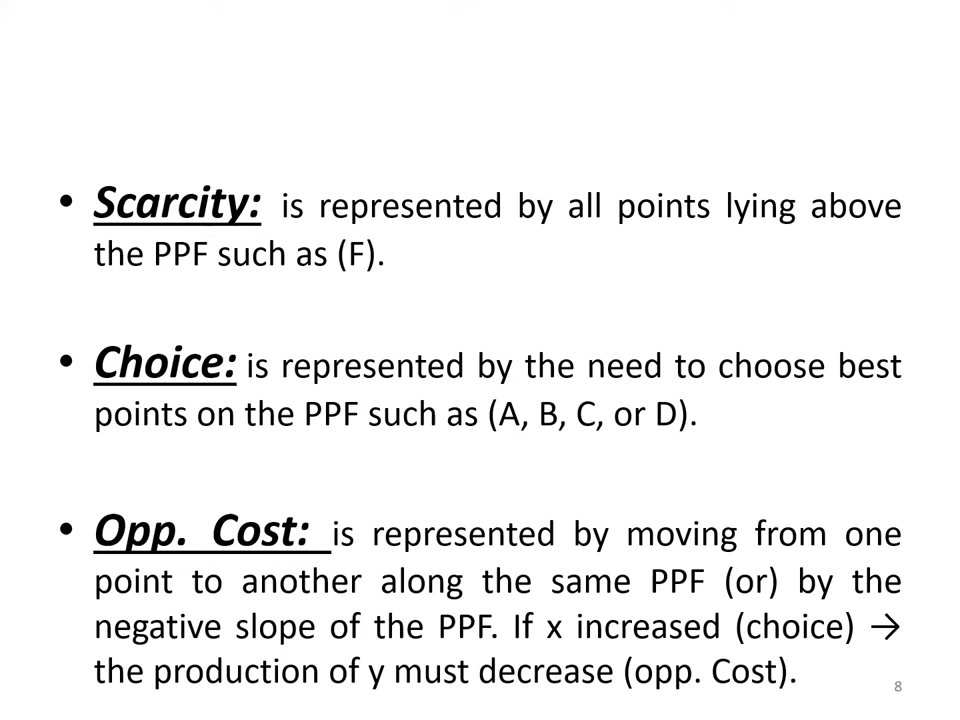 • Scarcity: is represented by all points lying above
the PPF such as (F).
• Choice: is represented by the need to choose best
points on the PPF such as (A, B, C, or D).
• Opp. Cost: is represented by moving from one
point to another along the same PPF (or) by the
negative slope of the PPF. If x increased (choice) →
the production of y must decrease (opp. Cost).
8